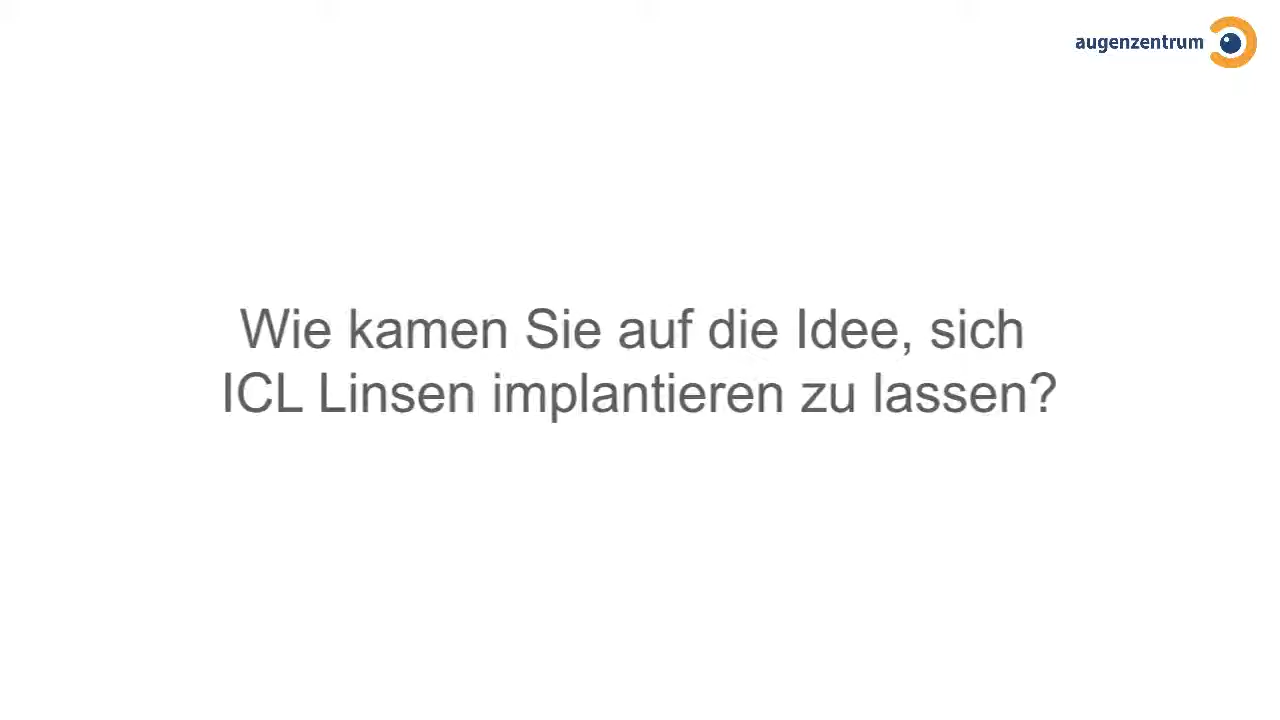 augenzentrum
Wie kamen Sie auf die Idee, sich
ICL Linsen implantieren zu lassen?